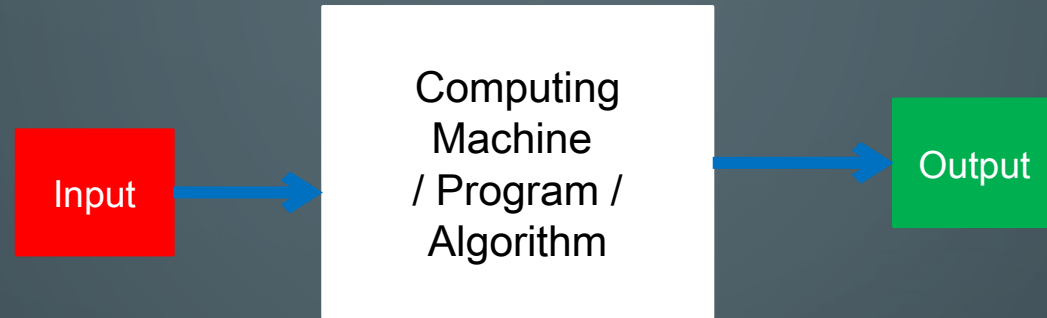 Input
Computing
Machine
/ Program /
Algorithm
Output